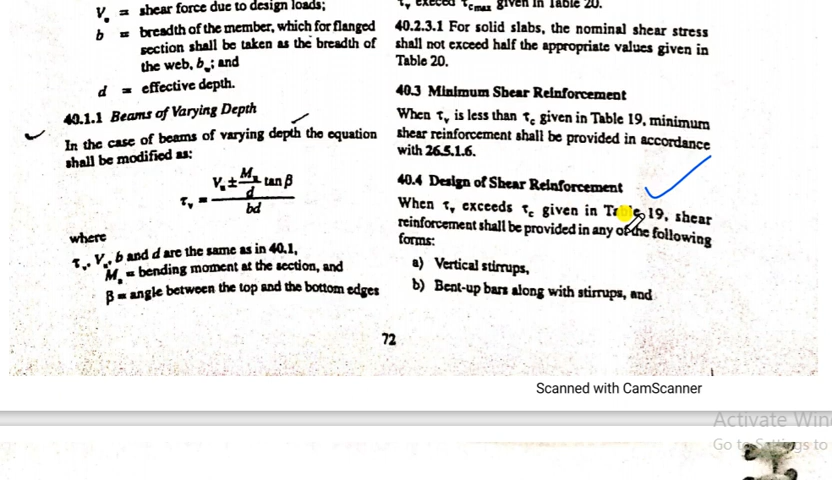 V_u = shear force due to design loads;
b = breadth of the member, which for flanged
section shall be taken as the breadth of
the web, b_w; and
d = effective depth.
40.1.1 Beams of Varying Depth
In the case of beams of varying depth the equation
shall be modified as:
τ_v = (V_u ± M_u/d tan β) / bd
where
τ_v, V_u, b and d are the same as in 40.1,
M_u = bending moment at the section, and
β = angle between the top and the bottom edges
τ_v exceed τ_cmax given in Table 20.
40.2.3.1 For solid slabs, the nominal shear stress
shall not exceed half the appropriate values given in
Table 20.
40.3 Minimum Shear Reinforcement
When τ_v is less than τ_c given in Table 19, minimum
shear reinforcement shall be provided in accordance
with 26.5.1.6.
40.4 Design of Shear Reinforcement
When τ_v exceeds τ_c given in Table 19, shear
reinforcement shall be provided in any of the following
forms:
a) Vertical stirrups,
b) Bent-up bars along with stirrups, and
72
Scanned with CamScanner
Activate Win
Go to Settings to